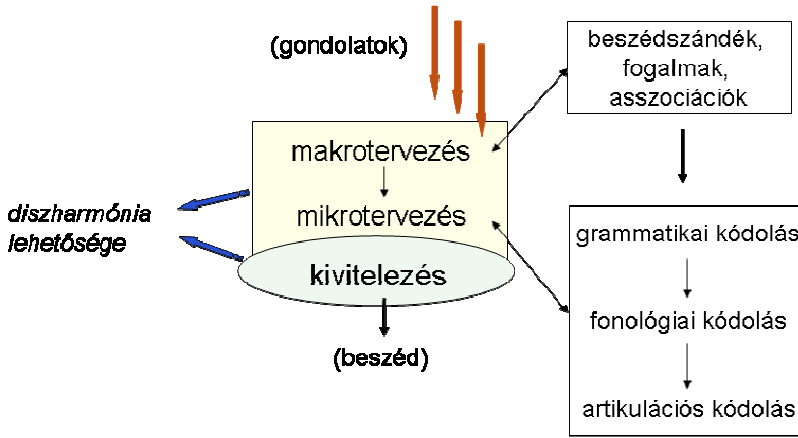 (gondolatok)
beszédszándék,
fogalmak,
asszociációk
makrotervezés
mikrotervezés
kivitelezés
(beszéd)
diszharmónia
lehetősége
grammatikai kódolás
fonológiai kódolás
artikulációs kódolás